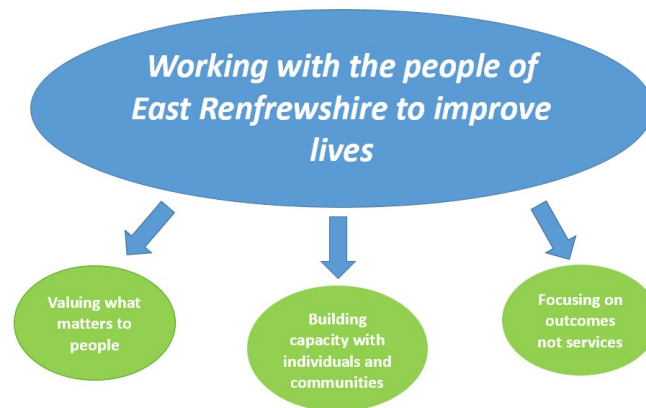 Working with the people of
East Renfrewshire to improve
lives
Valuing what
matters to
people
Building
capacity with
individuals and
communities
Focusing on
outcomes
not services